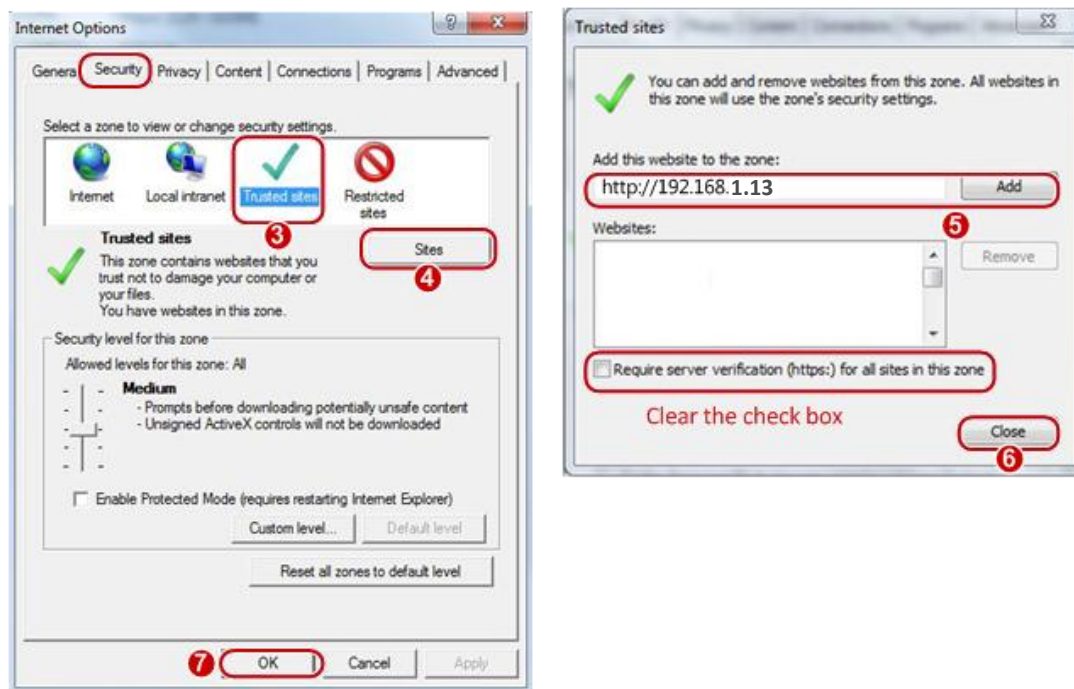 Internet Options
General Security Privacy Content Connections Programs Advanced
Select a zone to view or change security settings.
Internet
Local intranet
Trusted sites
Restricted
sites
3
Trusted sites
This zone contains websites that you
trust not to damage your computer or
your files.
You have websites in this zone.
Sites
4
Security level for this zone
Allowed levels for this zone: All
Medium
- Prompts before downloading potentially unsafe content
- Unsigned ActiveX controls will not be downloaded
Enable Protected Mode (requires restarting Internet Explorer)
Custom level...
Default level
Reset all zones to default level
7
OK
Cancel
Apply
Trusted sites
You can add and remove websites from this zone. All websites in
this zone will use the zone's security settings.
Add this website to the zone:
http://192.168.1.13
Add
5
Websites:
Remove
Require server verification (https:) for all sites in this zone
Clear the check box
Close
6